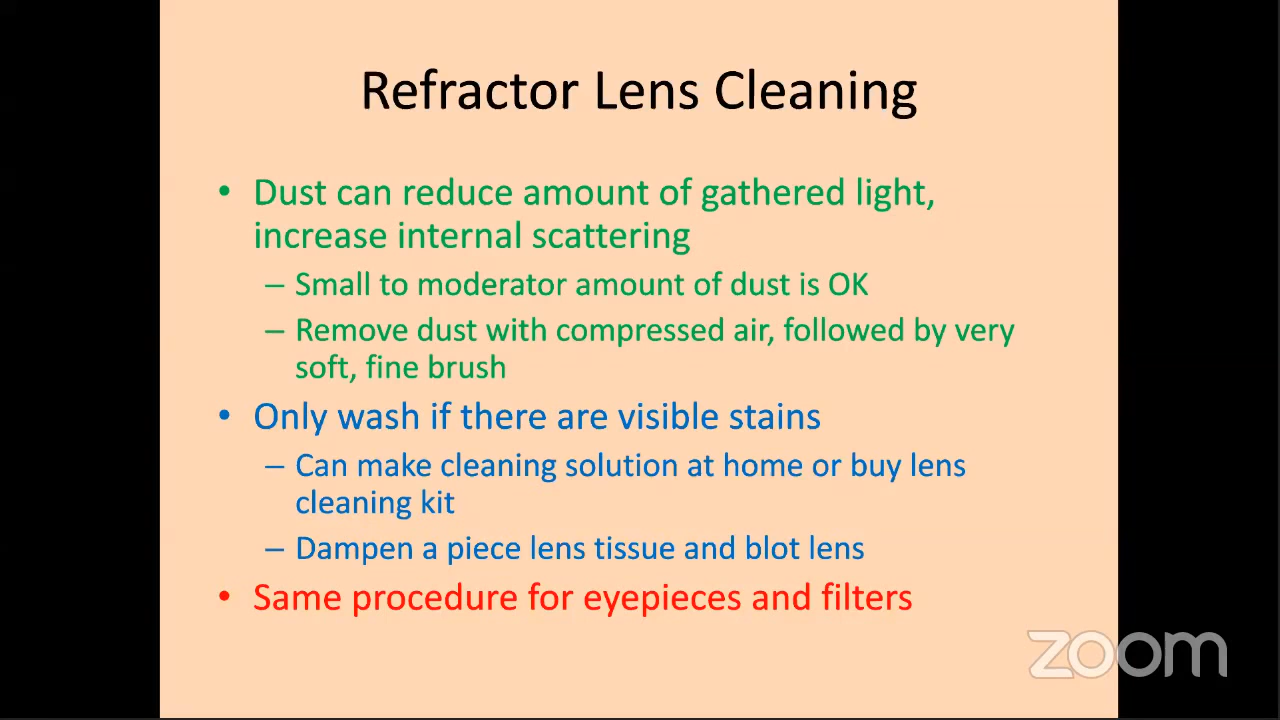 Refractor Lens Cleaning
• Dust can reduce amount of gathered light,
increase internal scattering
– Small to moderator amount of dust is OK
– Remove dust with compressed air, followed by very
soft, fine brush
• Only wash if there are visible stains
– Can make cleaning solution at home or buy lens
cleaning kit
– Dampen a piece lens tissue and blot lens
• Same procedure for eyepieces and filters
zoom